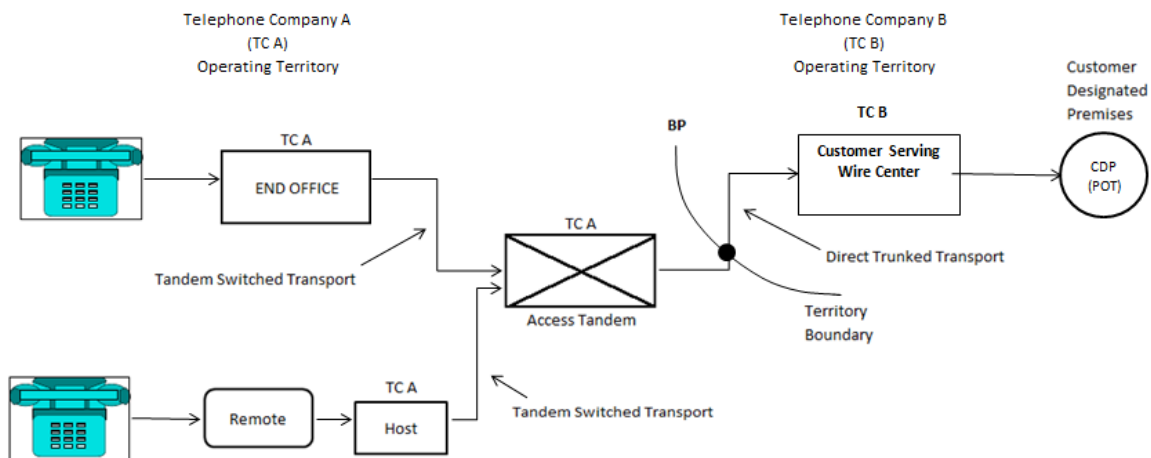 Telephone Company A
(TC A)
Operating Territory
Telephone Company B
(TC B)
Operating Territory
Customer
Designated
Premises
TC A
END OFFICE
BP
TC B
Customer Serving
Wire Center
CDP
(POT)
TC A
Tandem Switched Transport
Direct Trunked Transport
Access Tandem
Territory
Boundary
TC A
Remote
Host
Tandem Switched Transport